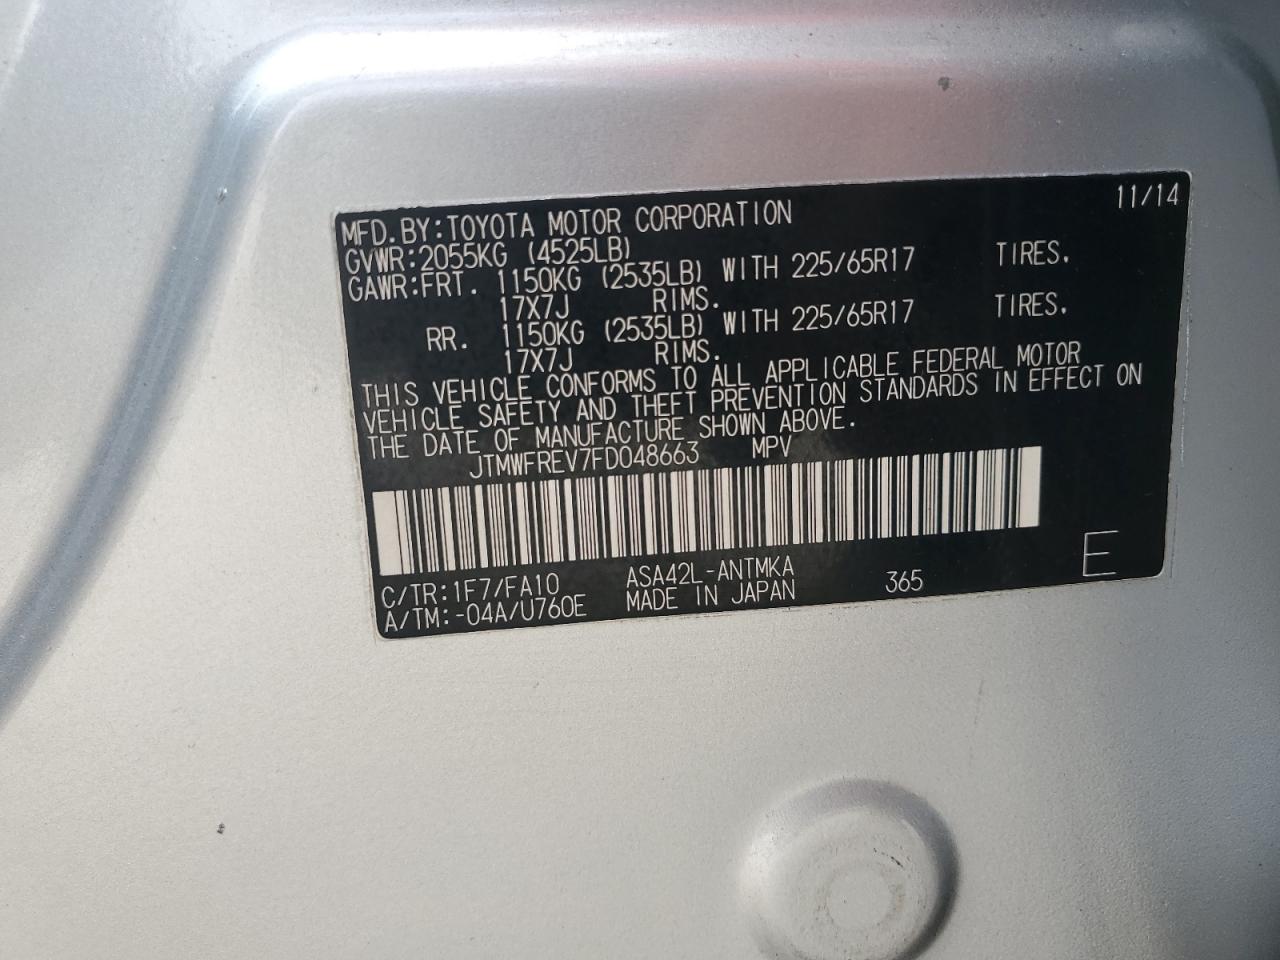 MFD. BY: TOYOTA MOTOR CORPORATION 11/14
GVWR: 2055KG (4525LB)
GAWR: FRT. 1150KG (2535LB) WITH 225/65R17 TIRES.
17X7J RIMS.
RR. 1150KG (2535LB) WITH 225/65R17 TIRES.
17X7J RIMS.
THIS VEHICLE CONFORMS TO ALL APPLICABLE FEDERAL MOTOR
VEHICLE SAFETY AND THEFT PREVENTION STANDARDS IN EFFECT ON
THE DATE OF MANUFACTURE SHOWN ABOVE.
JTMWFREV7FD048663 MPV
C/TR: 1F7/FA10 ASA42L-ANTMKA 365 E
A/TM: -04A/U760E MADE IN JAPAN